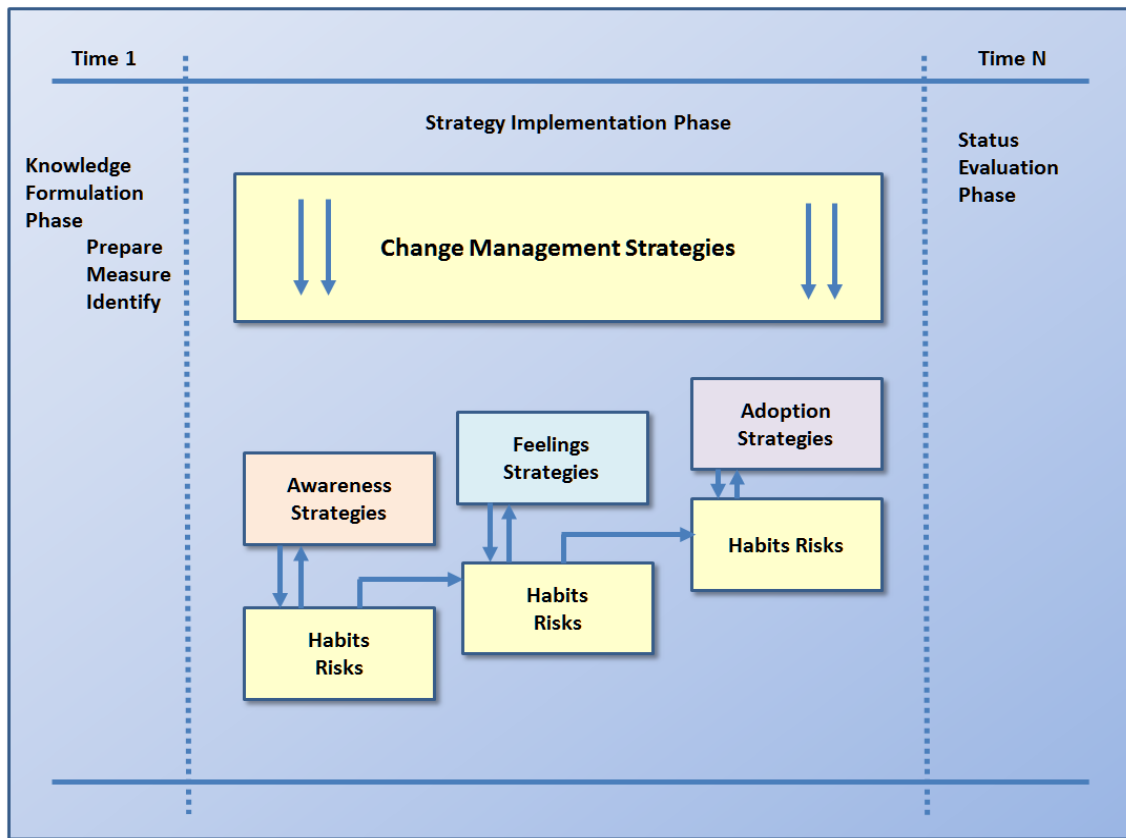 Time 1
Time N
Strategy Implementation Phase
Knowledge
Formulation
Phase
Prepare
Measure
Identify
Status
Evaluation
Phase
Change Management Strategies
Awareness
Strategies
Feelings
Strategies
Adoption
Strategies
Habits
Risks
Habits
Risks
Habits Risks